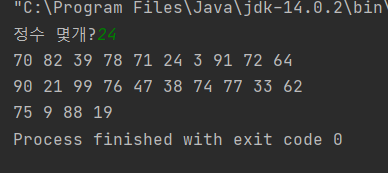 "C:\Program Files\Java\jdk-14.0.2\bin\
정수 몇개?24
70 82 39 78 71 24 3 91 72 64
90 21 99 76 47 38 74 77 33 62
75 9 88 19
Process finished with exit code 0